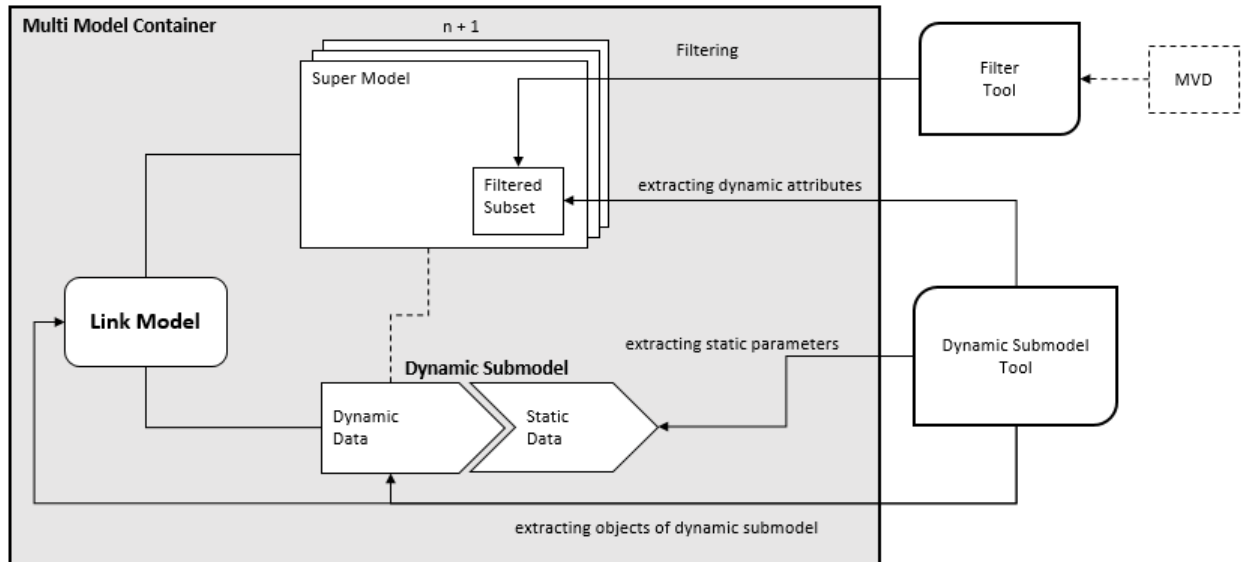 Multi Model Container
n + 1
Filtering
Super Model
Filter
Tool
MVD
Filtered
Subset
extracting dynamic attributes
Link Model
extracting static parameters
Dynamic Submodel
Tool
Dynamic Submodel
Dynamic
Data
Static
Data
extracting objects of dynamic submodel